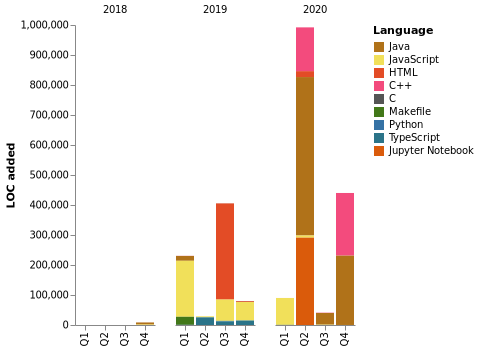 2018 2019 2020
1,000,000
900,000
800,000
700,000
600,000
500,000
400,000
300,000
200,000
100,000
0
LOC added
Q1 Q2 Q3 Q4 Q1 Q2 Q3 Q4 Q1 Q2 Q3 Q4
Language
Java
JavaScript
HTML
C++
C
Makefile
Python
TypeScript
Jupyter Notebook